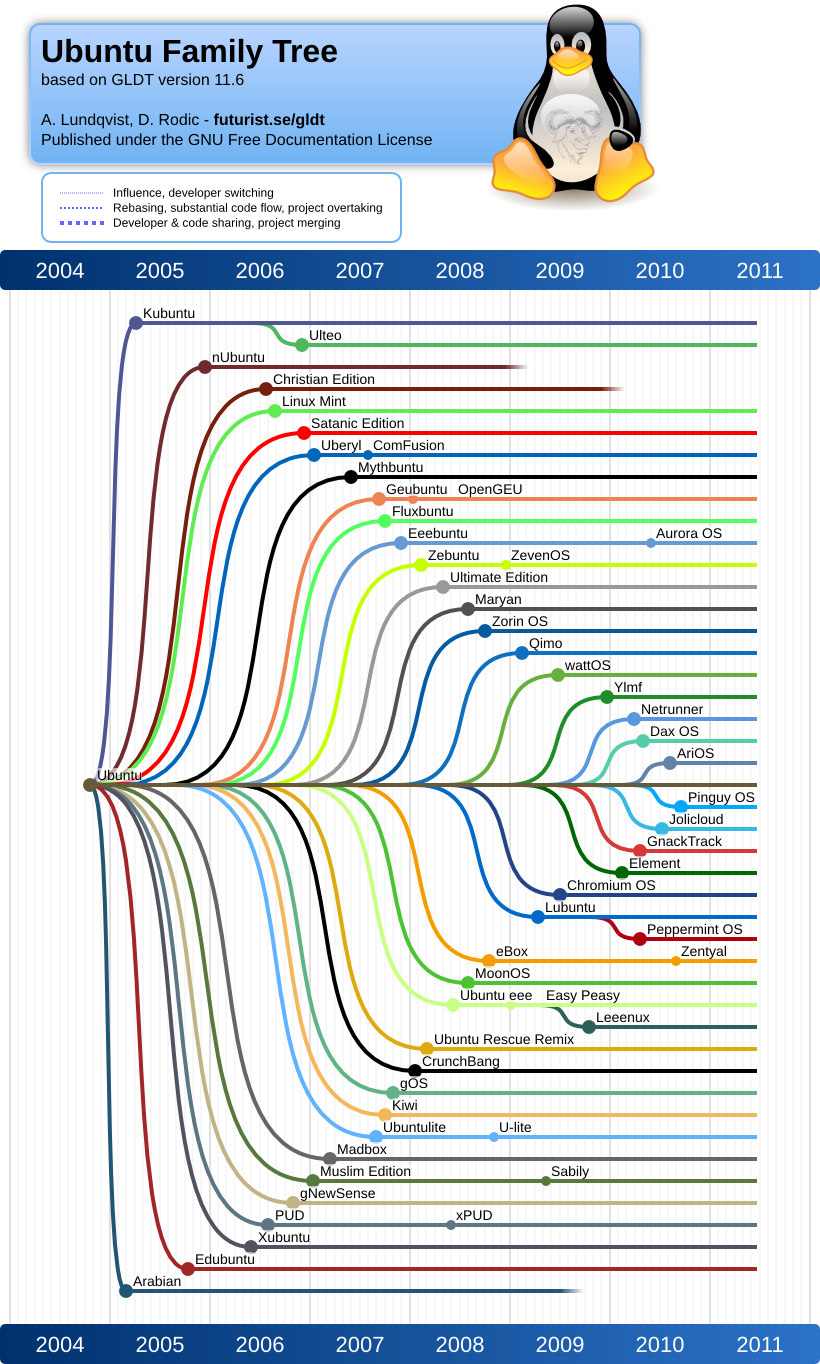 Ubuntu Family Tree
based on GLDT version 11.6
A. Lundqvist, D. Rodic - futurist.se/gldt
Published under the GNU Free Documentation License
Influence, developer switching
Rebasing, substantial code flow, project overtaking
Developer & code sharing, project merging
2004 2005 2006 2007 2008 2009 2010 2011
Kubuntu
Ulteo
nUbuntu
Christian Edition
Linux Mint
Satanic Edition
Uberyl ComFusion
Mythbuntu
Geubuntu OpenGEU
Fluxbuntu
Eeebuntu Aurora OS
Zebuntu ZevenOS
Ultimate Edition
Maryan
Zorin OS
Qimo
wattOS
Ylmf
Netrunner
Dax OS
AriOS
Ubuntu
Pinguy OS
Jolicloud
GnackTrack
Element
Chromium OS
Lubuntu
Peppermint OS
eBox Zentyal
MoonOS
Ubuntu eee Easy Peasy
Leeenux
Ubuntu Rescue Remix
CrunchBang
gOS
Kiwi
Ubuntulite U-lite
Madbox
Muslim Edition Sabily
gNewSense
PUD xPUD
Xubuntu
Edubuntu
Arabian
2004 2005 2006 2007 2008 2009 2010 2011